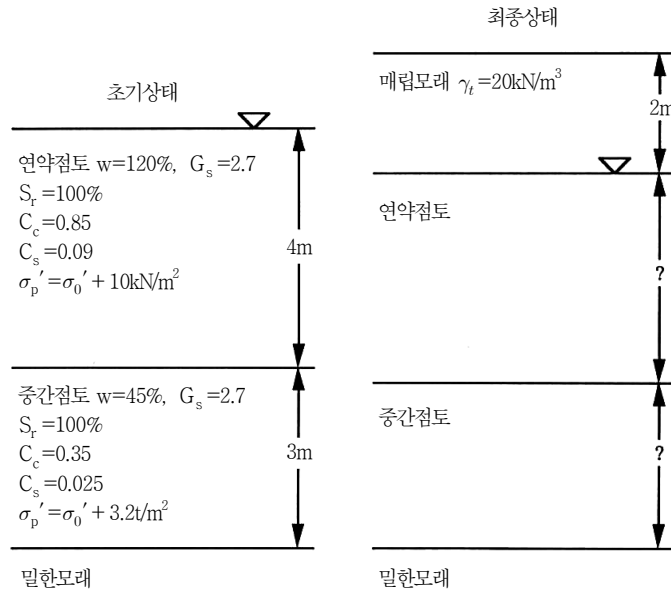 최종상태
매립모래 γt=20kN/m³
2m
초기상태
연약점토 w=120%, Gs=2.7
Sr=100%
Cc=0.85
Cs=0.09
σp′=σ0′+10kN/m²
4m
연약점토
?
중간점토 w=45%, Gs=2.7
Sr=100%
Cc=0.35
Cs=0.025
σp′=σ0′+3.2t/m²
3m
중간점토
?
밀한모래
밀한모래